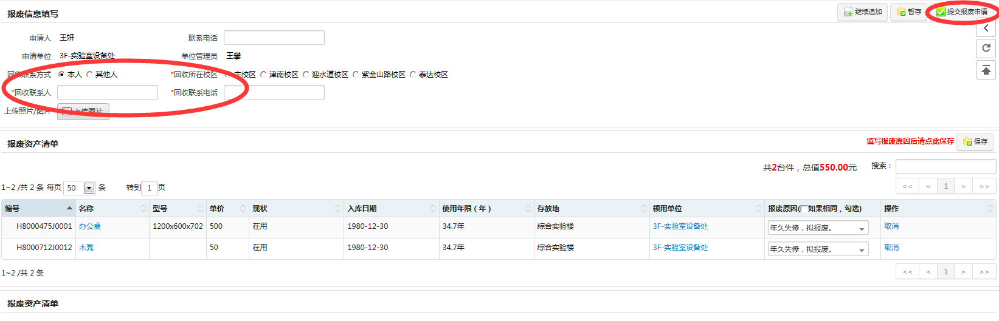 报废信息填写
继续追加 暂存 提交报废申请
申请人 王妍 联系电话
申请单位 3F-实验室设备处 单位管理员 王攀
回收联系方式 本人 其他人 *回收所在校区 主校区 津南校区 迎水道校区 紫金山路校区 泰达校区
*回收联系人 *回收联系电话
上传照片/图片 上传图片
报废资产清单 填写报废原因后请点此保存 保存
共2台件，总值550.00元 搜索：
1~2 /共 2 条 每页 50 条 转到 1 页 << < 1 > >>
编号 名称 型号 单价 现状 入库日期 使用年限（年） 存放地 领用单位 报废原因(如果相同，勾选) 操作
H8000475J0001 办公桌 1200x600x702 500 在用 1980-12-30 34.7年 综合实验楼 3F-实验室设备处 年久失修，拟报废。 取消
H8000712J0012 木凳 50 在用 1980-12-30 34.7年 综合实验楼 3F-实验室设备处 年久失修，拟报废。 取消
1~2 /共 2 条 << < 1 > >>
报废资产清单